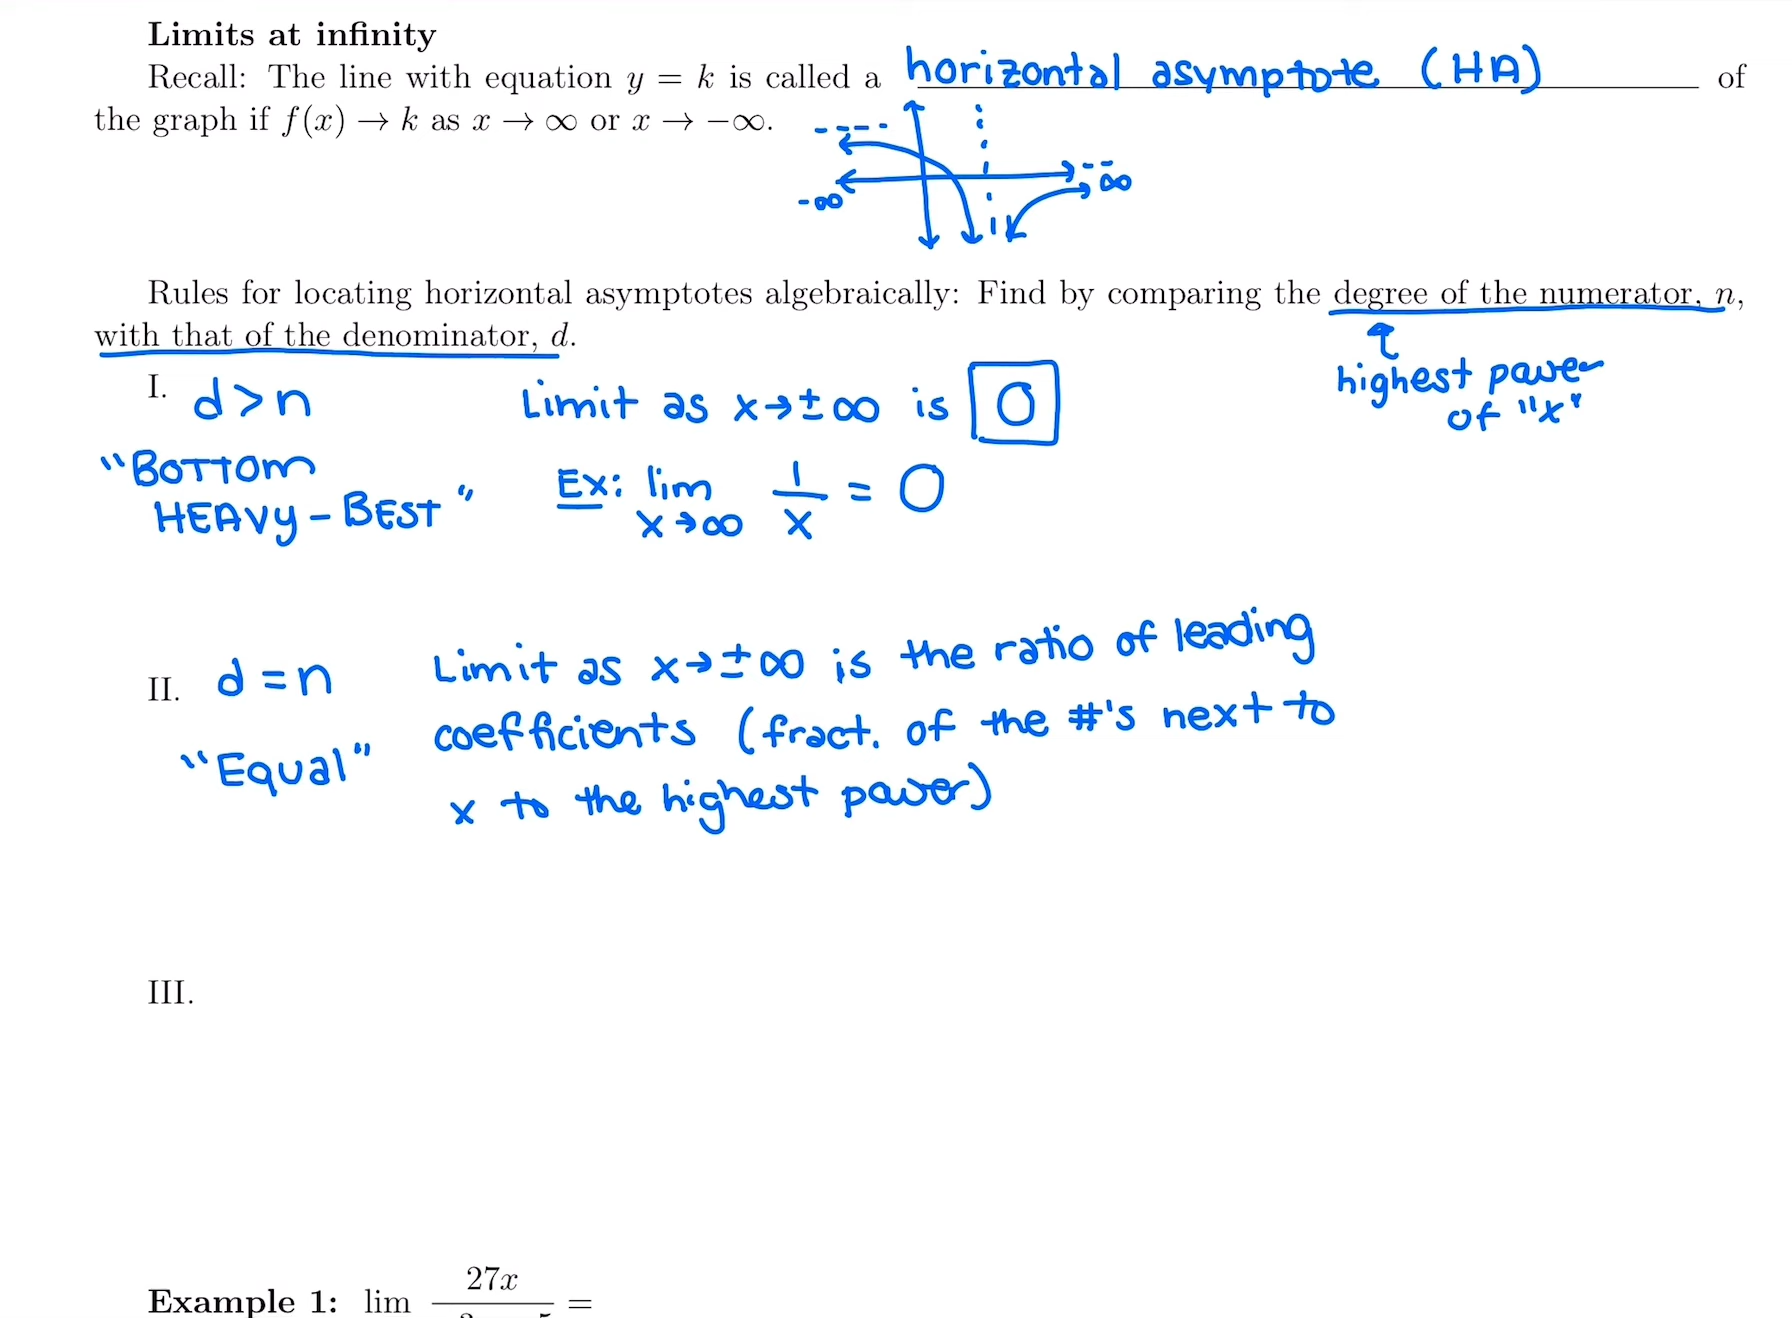 Limits at infinity
Recall: The line with equation y = k is called a horizontal asymptote (HA) of
the graph if f(x) → k as x → ∞ or x → −∞.
-∞ ∞
Rules for locating horizontal asymptotes algebraically: Find by comparing the degree of the numerator, n,
with that of the denominator, d.
highest power
of "x"
I. d>n Limit as x→±∞ is 0
"BOTTOM
HEAVY-BEST"
Ex: lim 1/x = 0
x→∞
II. d=n Limit as x→±∞ is the ratio of leading
"Equal" coefficients (fract. of the #'s next to
x to the highest power)
III.
Example 1: lim 27x =